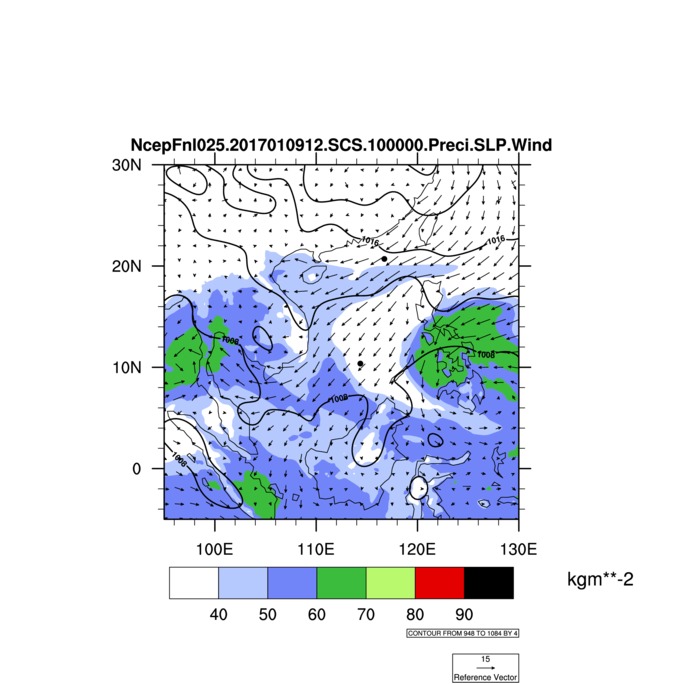 NcepFnl025.2017010912.SCS.100000.Preci.SLP.Wind
30N
1016
1016
20N
1008
10N
1008
1008
1008
0
100E 110E 120E 130E
kgm**-2
40 50 60 70 80 90
CONTOUR FROM 948 TO 1084 BY 4
15
Reference Vector